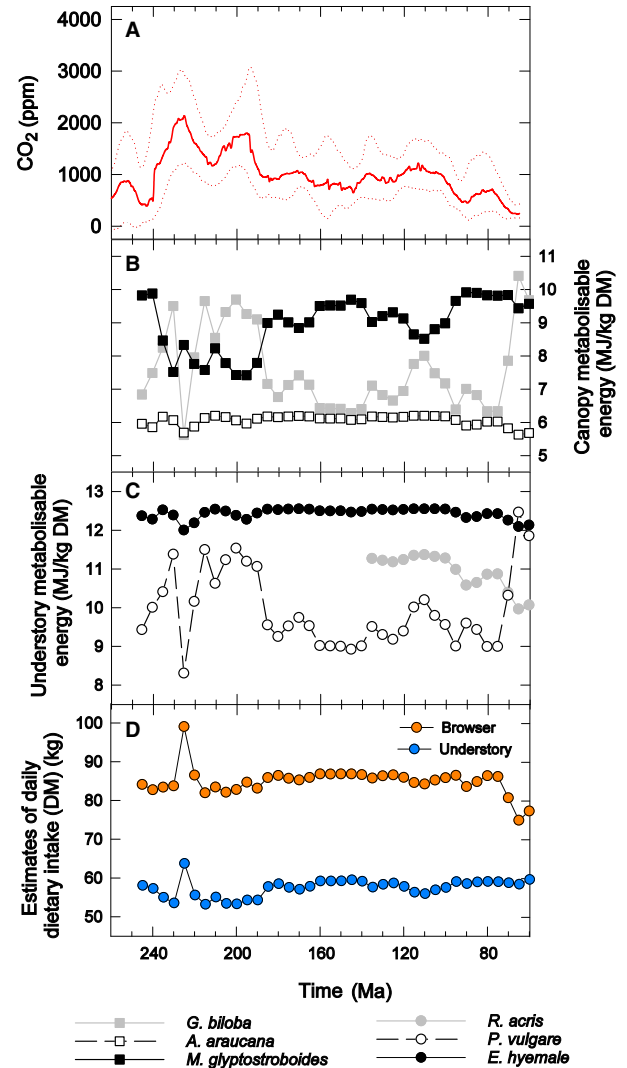 A
4000
3000
2000
1000
0
CO2 (ppm)
B
11
10
9
8
7
6
5
Canopy metabolisable
energy (MJ/kg DM)
C
13
12
11
10
9
8
Understory metabolisable
energy (MJ/kg DM)
D
Browser
Understory
100
90
80
70
60
50
Estimates of daily
dietary intake (DM) (kg)
240 200 160 120 80
Time (Ma)
G. biloba
A. araucana
M. glyptostroboides
R. acris
P. vulgare
E. hyemale